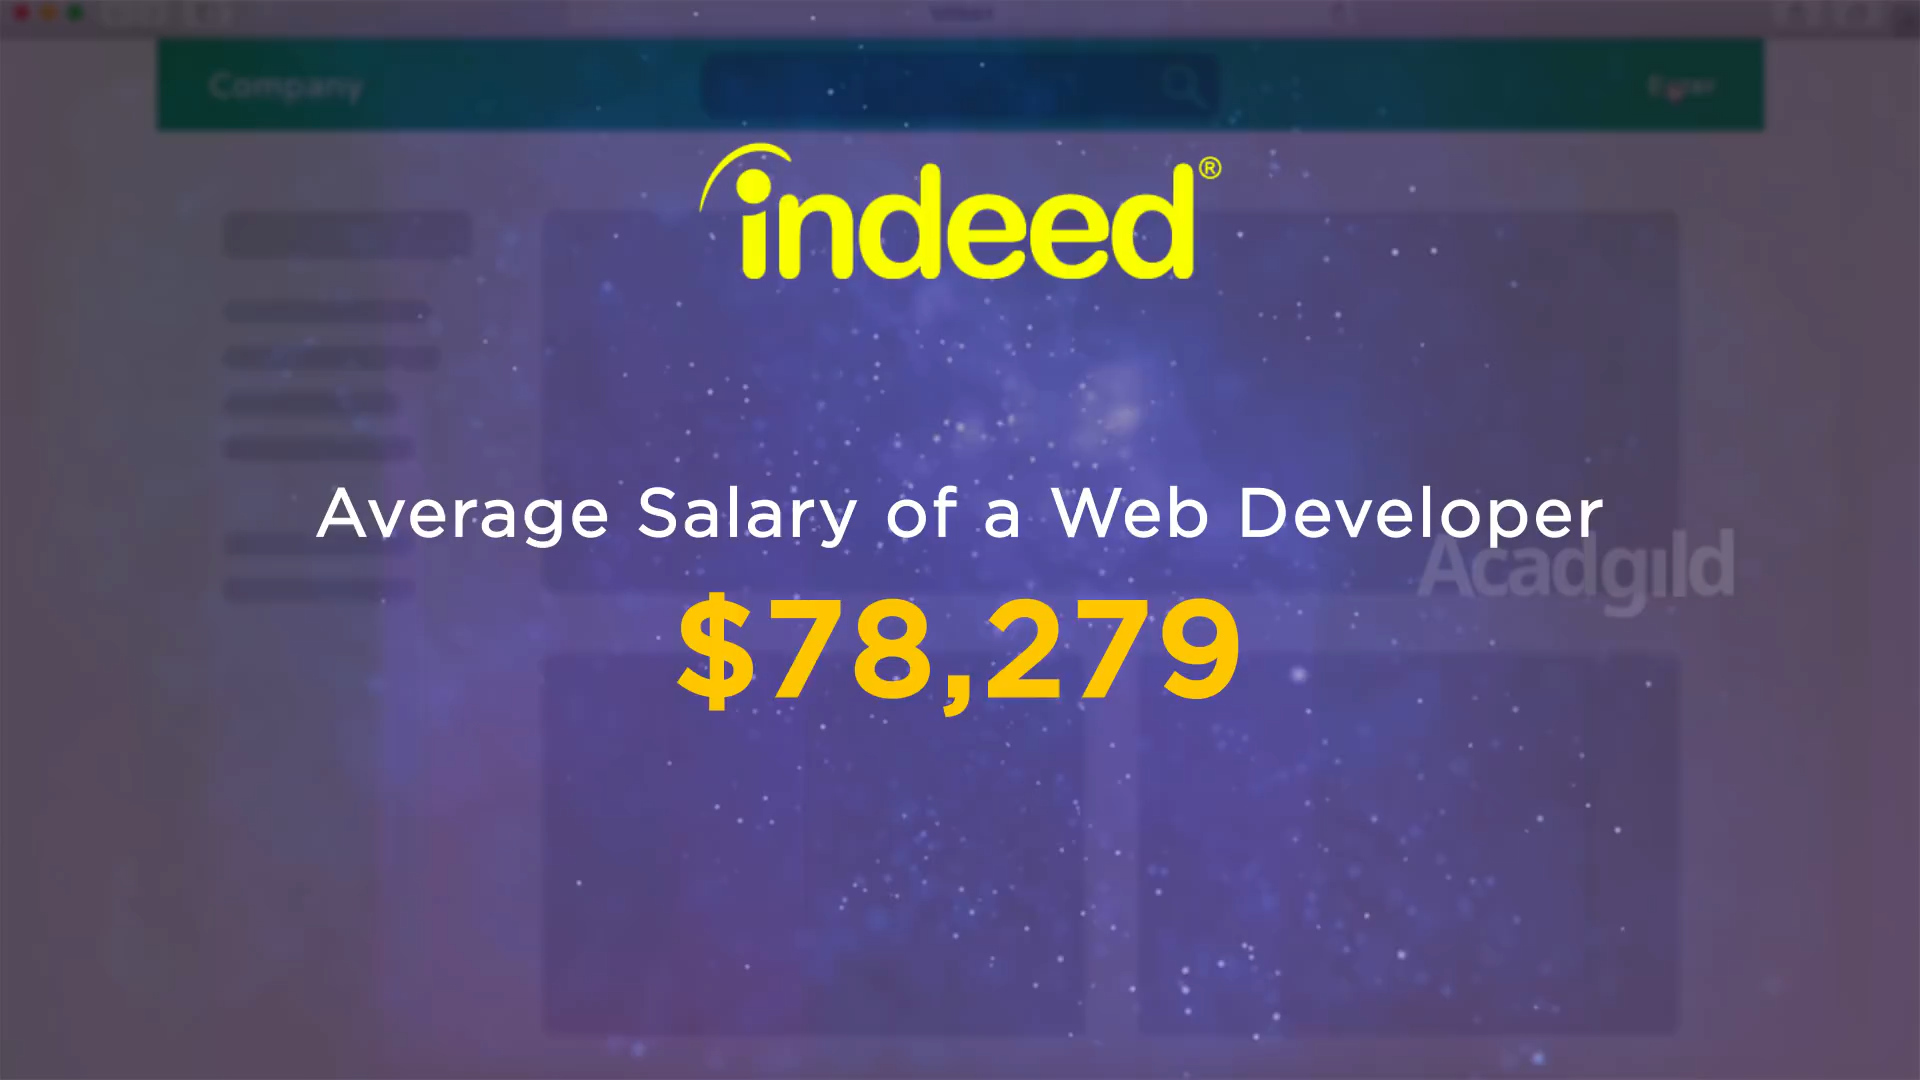 Company
indeed®
Average Salary of a Web Developer
Acadgild
$78,279